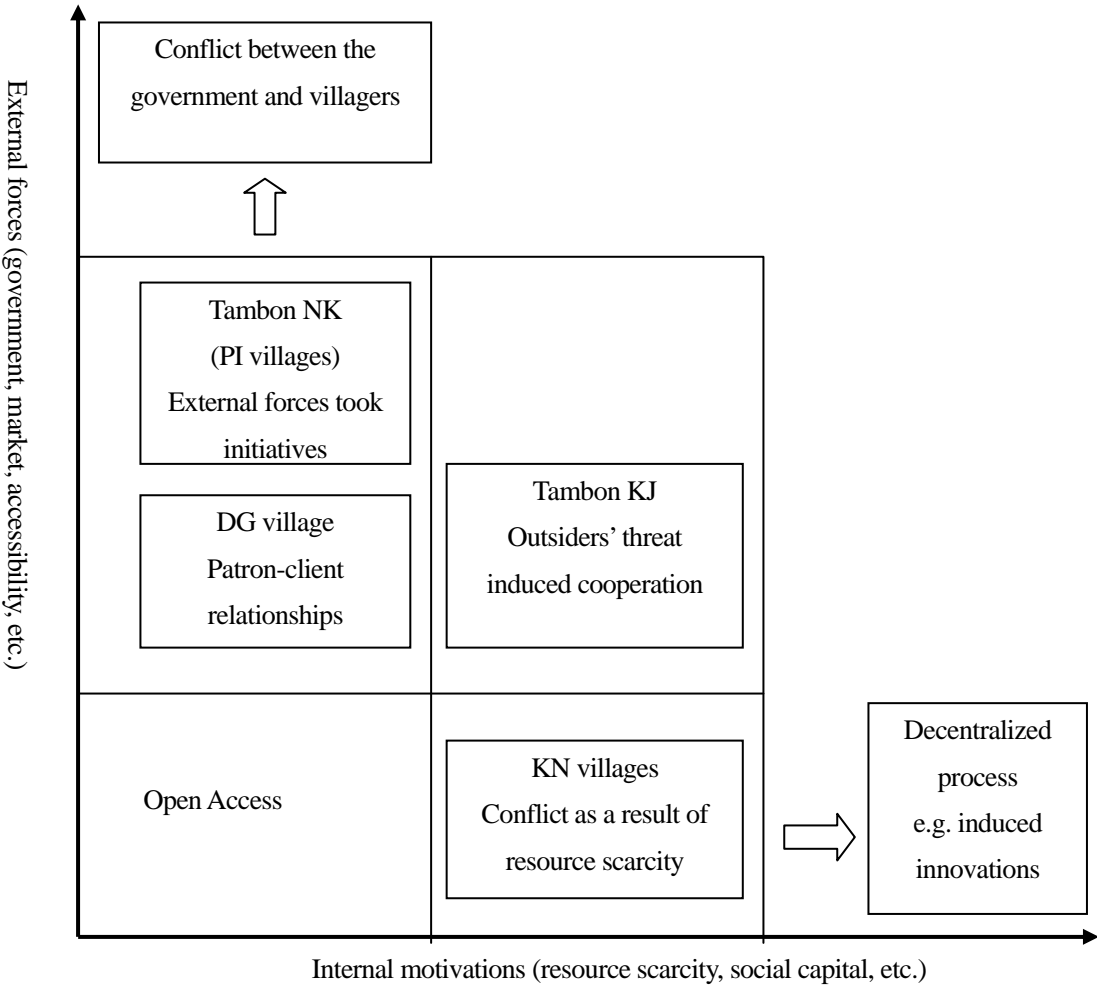 External forces (government, market, accessibility, etc.)
Conflict between the
government and villagers
Tambon NK
(PI villages)
External forces took
initiatives
DG village
Patron-client
relationships
Tambon KJ
Outsiders’ threat
induced cooperation
Open Access
KN villages
Conflict as a result of
resource scarcity
Decentralized
process
e.g. induced
innovations
Internal motivations (resource scarcity, social capital, etc.)